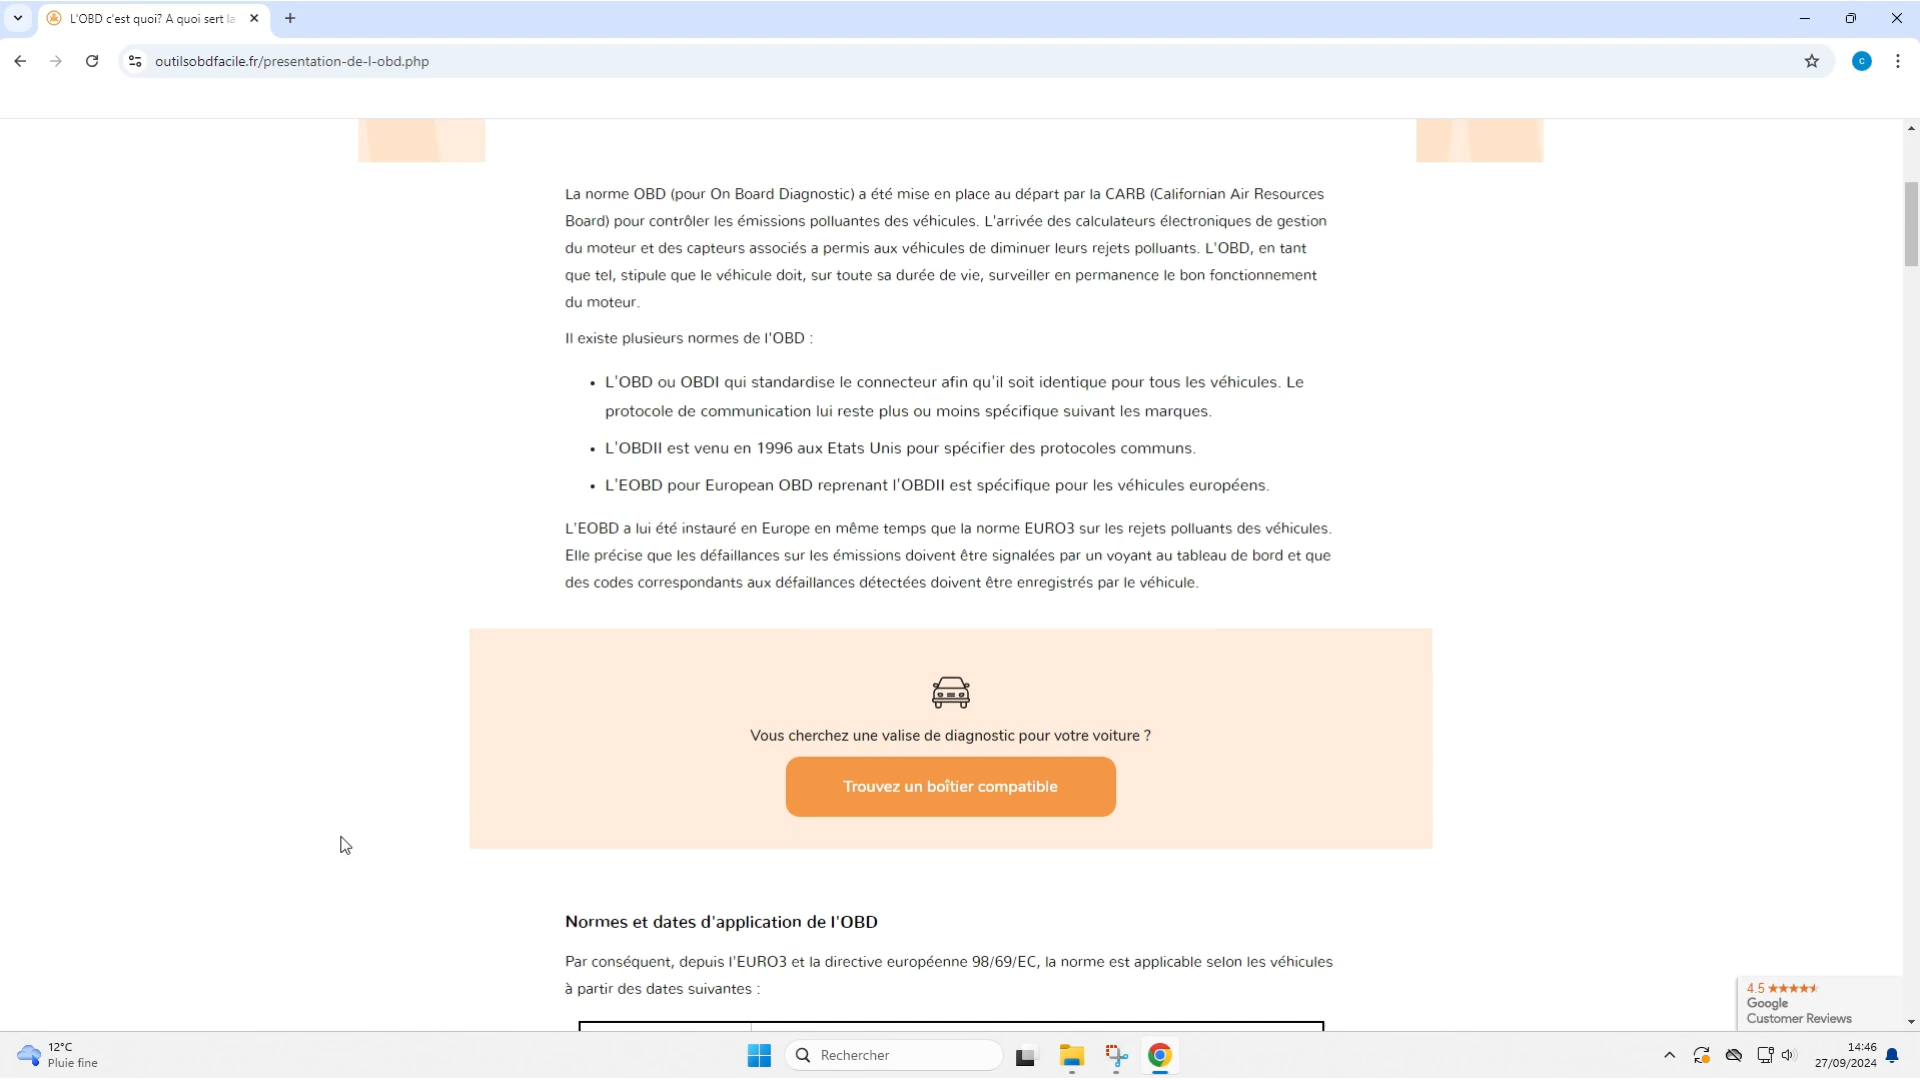 L'OBD c'est quoi? A quoi sert la
outilsobdfacile.fr/presentation-de-l-obd.php
C
La norme OBD (pour On Board Diagnostic) a été mise en place au départ par la CARB (Californian Air Resources
Board) pour contrôler les émissions polluantes des véhicules. L'arrivée des calculateurs électroniques de gestion
du moteur et des capteurs associés a permis aux véhicules de diminuer leurs rejets polluants. L'OBD, en tant
que tel, stipule que le véhicule doit, sur toute sa durée de vie, surveiller en permanence le bon fonctionnement
du moteur.
Il existe plusieurs normes de l'OBD :
• L'OBD ou OBDI qui standardise le connecteur afin qu'il soit identique pour tous les véhicules. Le
protocole de communication lui reste plus ou moins spécifique suivant les marques.
• L'OBDII est venu en 1996 aux Etats Unis pour spécifier des protocoles communs.
• L'EOBD pour European OBD reprenant l'OBDII est spécifique pour les véhicules européens.
L'EOBD a lui été instauré en Europe en même temps que la norme EURO3 sur les rejets polluants des véhicules.
Elle précise que les défaillances sur les émissions doivent être signalées par un voyant au tableau de bord et que
des codes correspondants aux défaillances détectées doivent être enregistrés par le véhicule.
Vous cherchez une valise de diagnostic pour votre voiture ?
Trouvez un boîtier compatible
Normes et dates d'application de l'OBD
Par conséquent, depuis l'EURO3 et la directive européenne 98/69/EC, la norme est applicable selon les véhicules
à partir des dates suivantes :
4.5 ★★★★★
Google
Customer Reviews
12°C
Pluie fine
Rechercher
14:46
27/09/2024